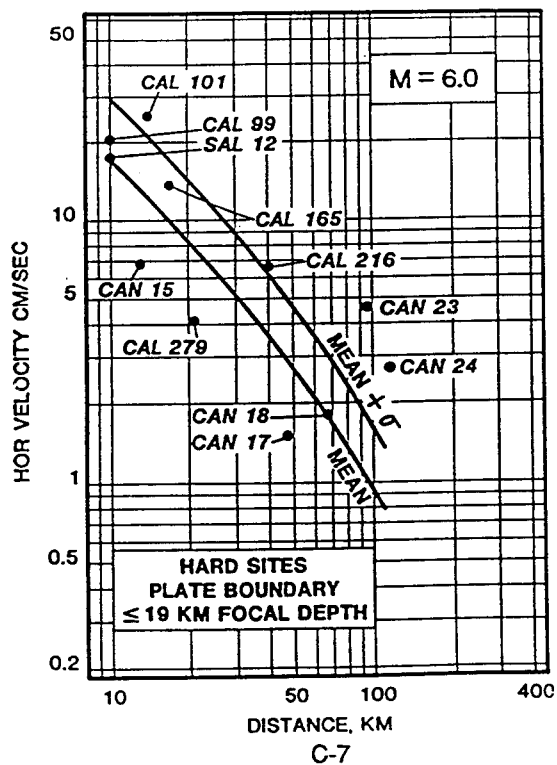 50
CAL 101
M = 6.0
CAL 99
SAL 12
10
CAL 165
HOR VELOCITY CM/SEC
CAL 216
CAN 15
5
CAN 23
CAL 279
MEAN + σ
CAN 24
CAN 18
CAN 17
MEAN
1
0.5
HARD SITES
PLATE BOUNDARY
≤ 19 KM FOCAL DEPTH
0.2
10 50 100 400
DISTANCE, KM
C-7